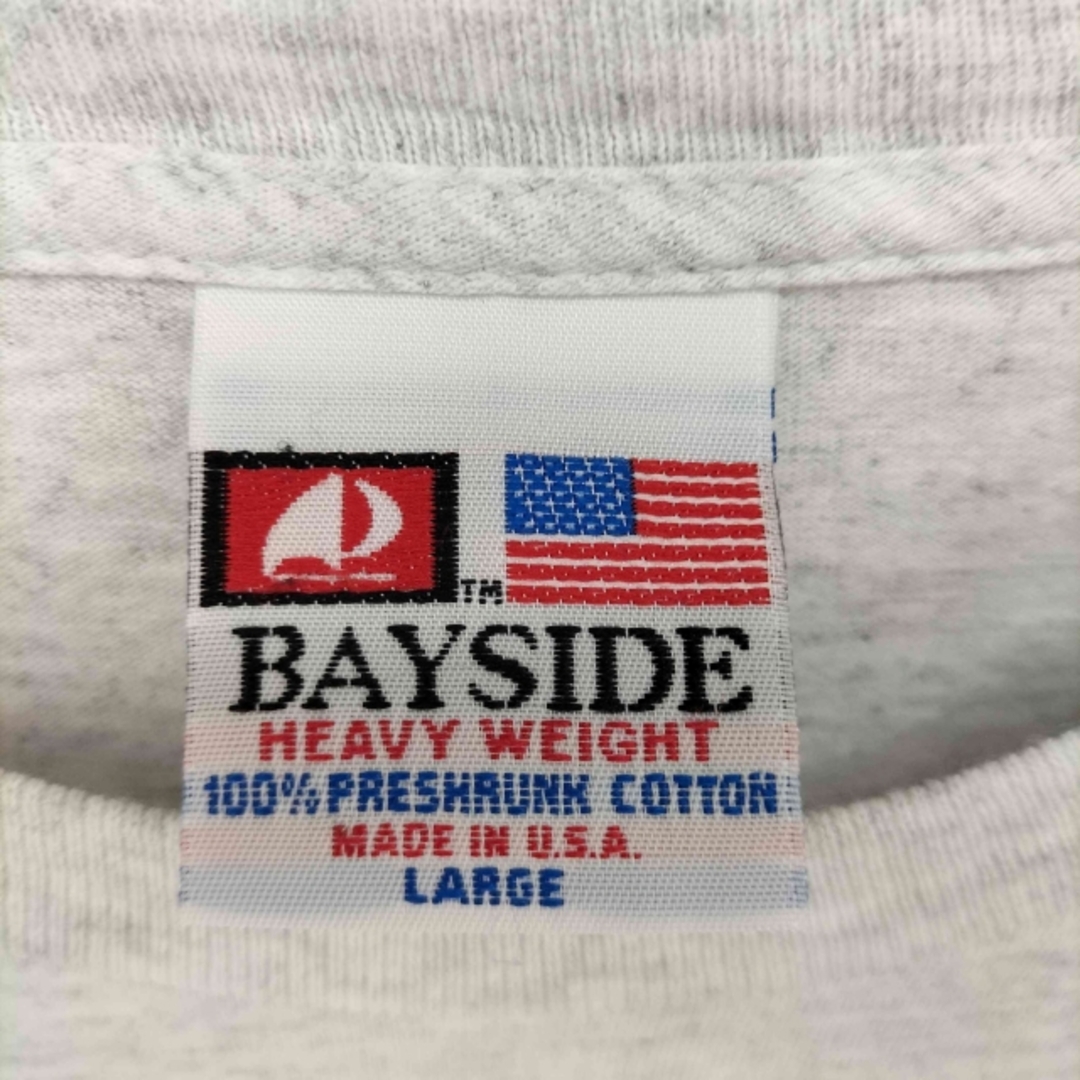 TM
BAYSIDE
HEAVY WEIGHT
100% PRESHRUNK COTTON
MADE IN U.S.A.
LARGE